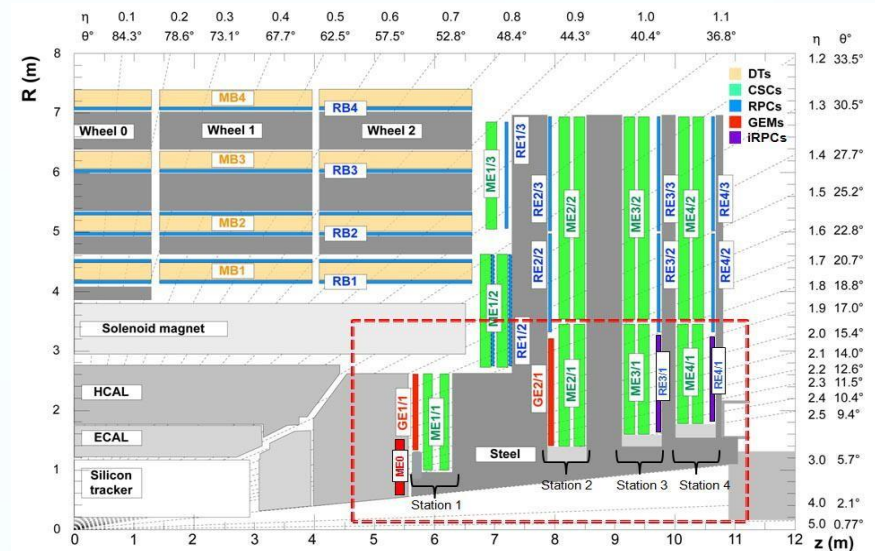 η 0.1 0.2 0.3 0.4 0.5 0.6 0.7 0.8 0.9 1.0 1.1
θ° 84.3° 78.6° 73.1° 67.7° 62.5° 57.5° 52.8° 48.4° 44.3° 40.4° 36.8° η θ°
R (m)
8
7
6
5
4
3
2
1
0
1.2 33.5°
1.3 30.5°
1.4 27.7°
1.5 25.2°
1.6 22.8°
1.7 20.7°
1.8 18.8°
1.9 17.0°
2.0 15.4°
2.1 14.0°
2.2 12.6°
2.3 11.5°
2.4 10.4°
2.5 9.4°
3.0 5.7°
4.0 2.1°
5.0 0.77°
DTs
CSCs
RPCs
GEMs
iRPCs
MB4
RB4
Wheel 0 Wheel 1 Wheel 2
MB3
RB3
MB2
RB2
MB1
RB1
Solenoid magnet
HCAL
ECAL
Silicon
tracker
Steel
ME1/3
RE1/3
ME1/2
RE1/2
RE2/3
RE2/2
ME2/2
ME3/2
RE3/3
RE3/2
ME4/2
RE4/3
RE4/2
ME0
GE1/1
ME1/1
GE2/1
ME2/1
ME3/1
RE3/1
ME4/1
RE4/1
Station 1
Station 2
Station 3
Station 4
0 1 2 3 4 5 6 7 8 9 10 11 12
z (m)